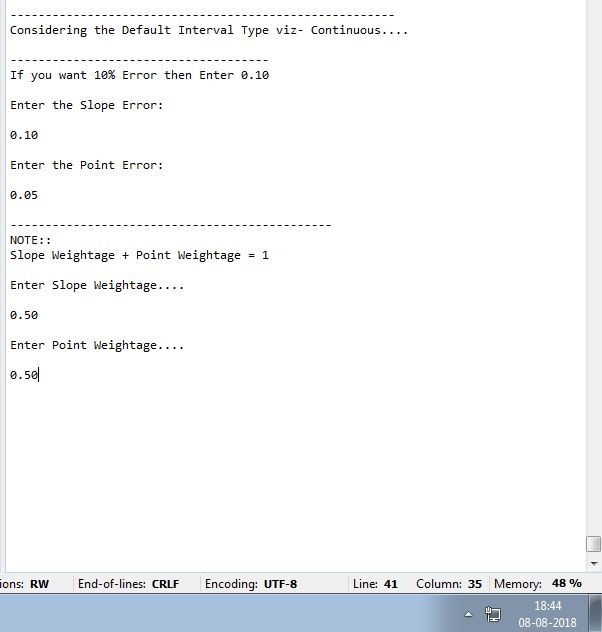 -------------------------------------------------------
Considering the Default Interval Type viz- Continuous....
-------------------------------------
If you want 10% Error then Enter 0.10
Enter the Slope Error:
0.10
Enter the Point Error:
0.05
----------------------------------------------
NOTE::
Slope Weightage + Point Weightage = 1
Enter Slope Weightage....
0.50
Enter Point Weightage....
0.50
ions: RW End-of-lines: CRLF Encoding: UTF-8 Line: 41 Column: 35 Memory: 48 %
18:44
08-08-2018